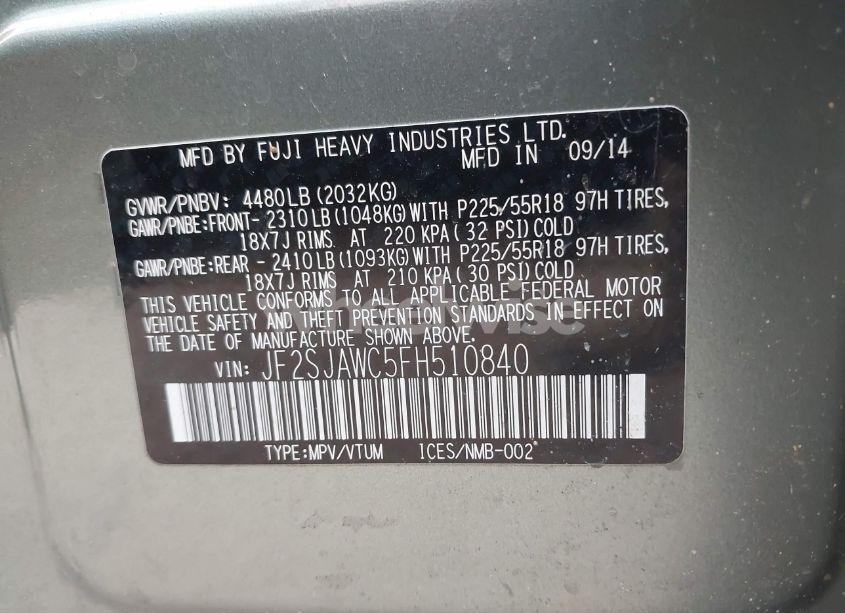 MFD BY FUJI HEAVY INDUSTRIES LTD.
MFD IN 09/14
GVWR/PNBV: 4480LB (2032KG)
GAWR/PNBE:FRONT- 2310LB (1048KG) WITH P225/55R18 97H TIRES,
18X7J RIMS AT 220 KPA ( 32 PSI) COLD
GAWR/PNBE:REAR - 2410LB (1093KG) WITH P225/55R18 97H TIRES,
18X7J RIMS AT 210 KPA ( 30 PSI) COLD
THIS VEHICLE CONFORMS TO ALL APPLICABLE FEDERAL MOTOR
VEHICLE SAFETY AND THEFT PREVENTION STANDARDS IN EFFECT ON
THE DATE OF MANUFACTURE SHOWN ABOVE.
VIN: JF2SJAWC5FH510840
TYPE:MPV/VTUM ICES/NMB-002